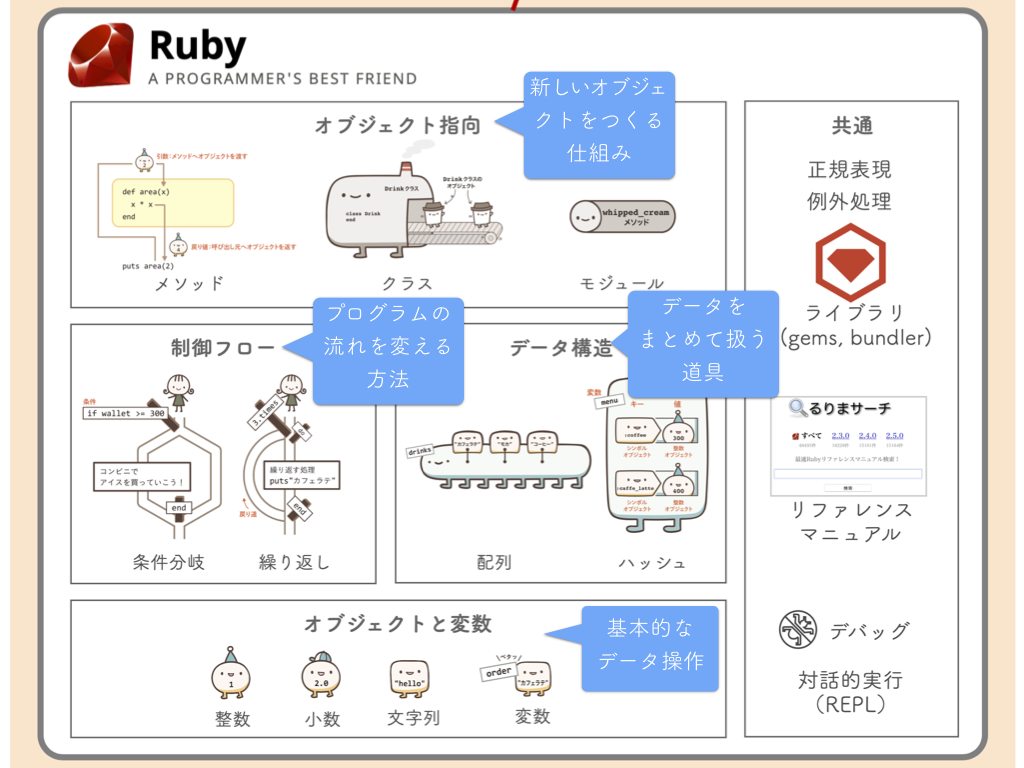 Ruby
A PROGRAMMER'S BEST FRIEND
オブジェクト指向
新しいオブジェ
クトをつくる
仕組み
引数:メソッドへオブジェクトを渡す
2
def area(x)
x * x
end
4
戻り値:呼び出し元へオブジェクトを返す
puts area(2)
メソッド
Drinkクラス
class Drink
end
Drinkクラスの
オブジェクト
クラス
whipped_cream
メソッド
モジュール
制御フロー
プログラムの
流れを変える
方法
条件
if wallet >= 300
コンビニで
アイスを買っていこう!
end
条件分岐
3.times
do
繰り返す処理
puts"カフェラテ"
end
戻り道
繰り返し
データ構造
データを
まとめて扱う
道具
drinks
"カフェラテ"
"モカ"
"コーヒー"
配列
変数
menu
キー
値
:coffee
300
シンボル
オブジェクト
整数
オブジェクト
:caffe_latte
400
シンボル
オブジェクト
整数
オブジェクト
ハッシュ
オブジェクトと変数
基本的な
データ操作
1
整数
2.0
小数
"hello"
文字列
ペタッ
order
"カフェラテ"
変数
共通
正規表現
例外処理
ライブラリ
(gems, bundler)
るりまサーチ
すべて
2.3.0
2.4.0
2.5.0
最速Rubyリファレンスマニュアル検索!
検索
リファレンス
マニュアル
デバッグ
対話的実行
(REPL)